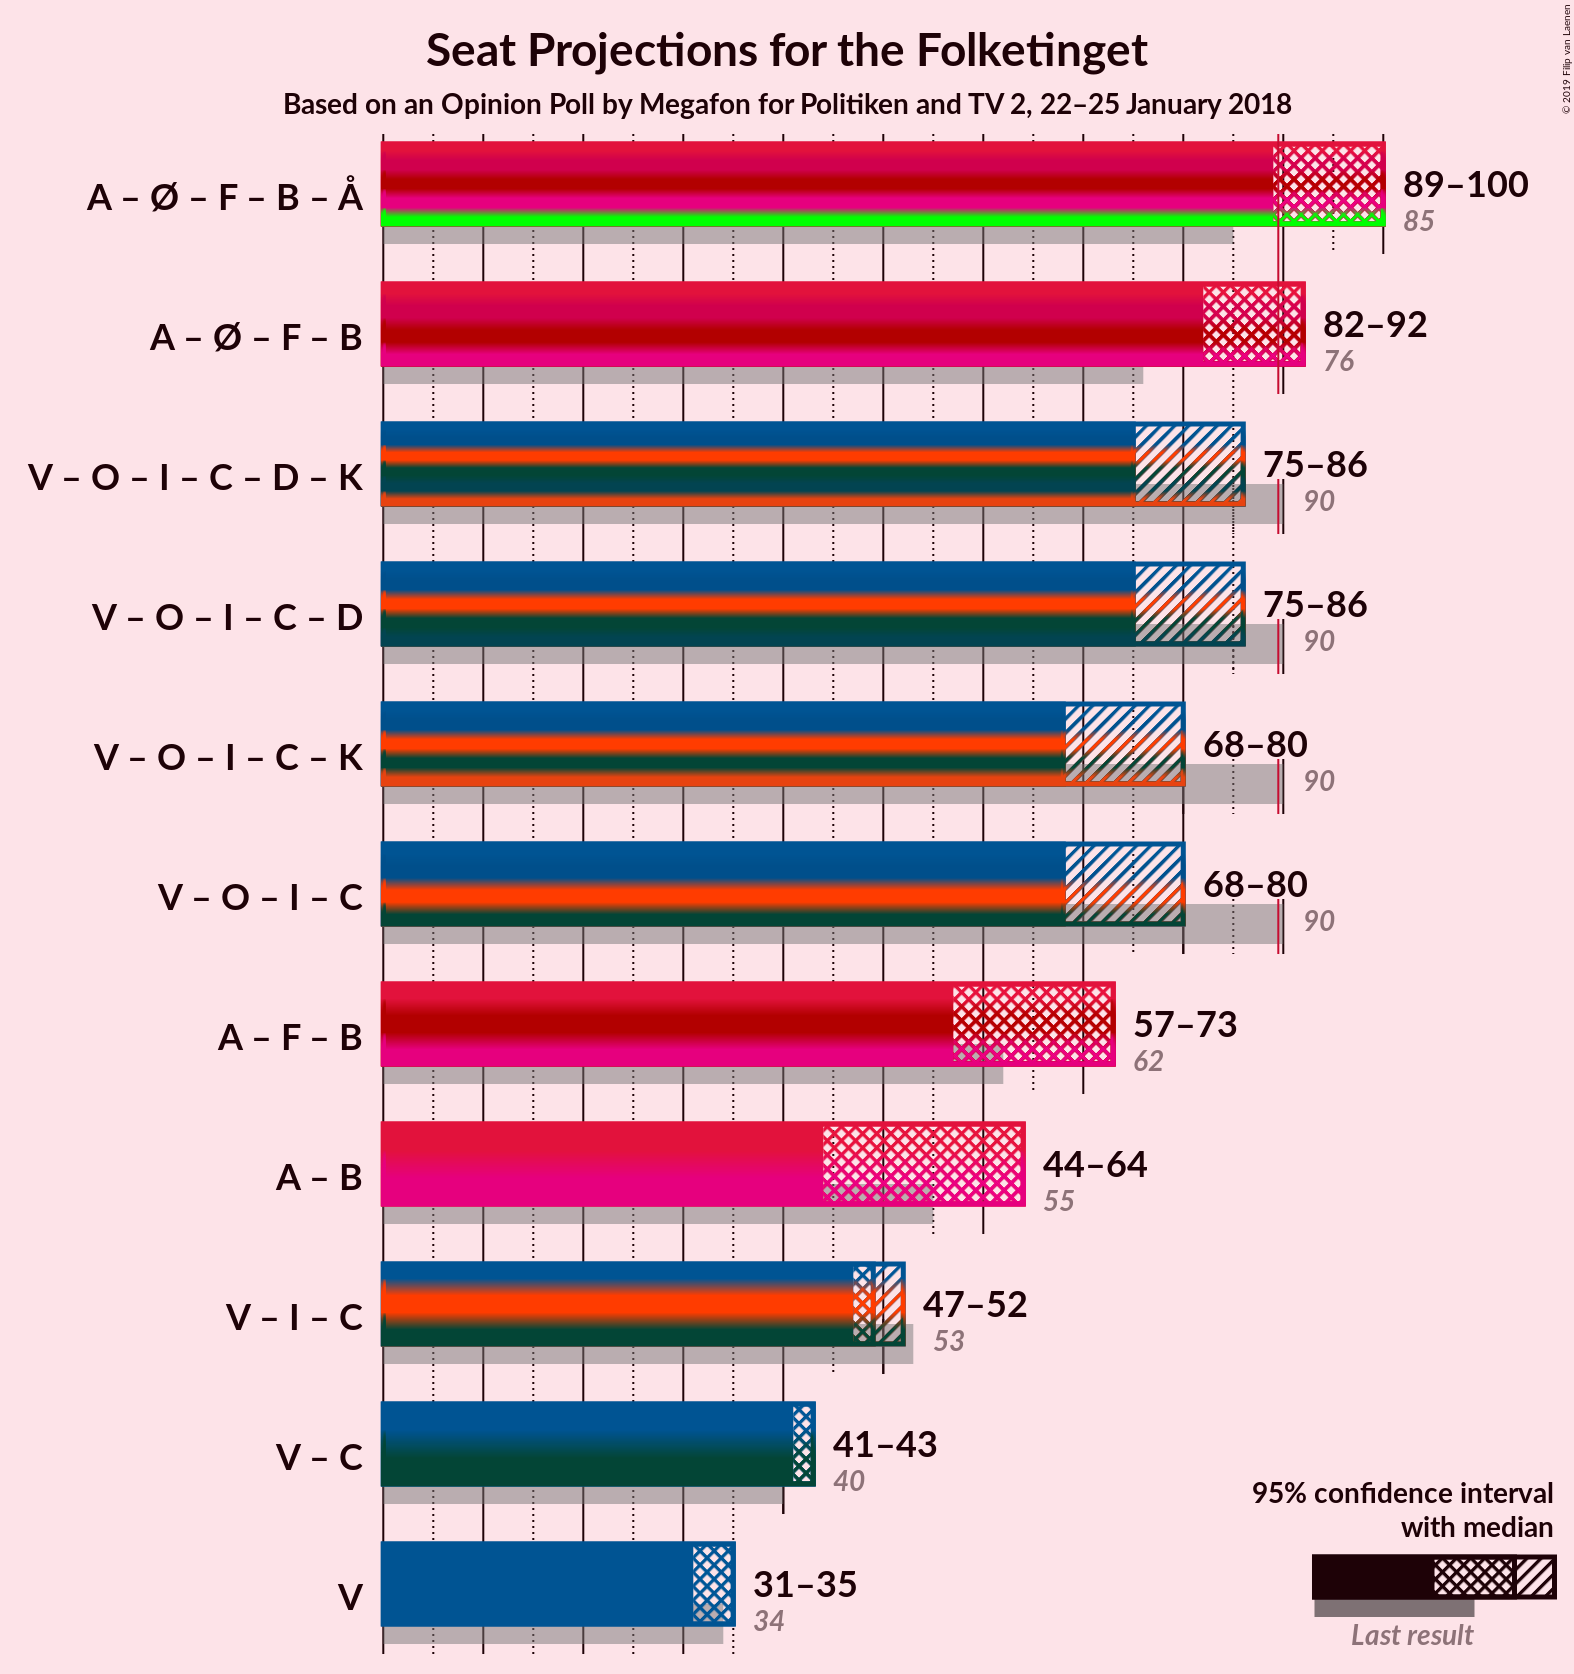 Seat Projections for the Folketinget
Based on an Opinion Poll by Megafon for Politiken and TV 2, 22–25 January 2018
© 2019 Filip van Laenen
A – Ø – F – B – Å
89–100
85
A – Ø – F – B
82–92
76
V – O – I – C – D – K
75–86
90
V – O – I – C – D
75–86
90
V – O – I – C – K
68–80
90
V – O – I – C
68–80
90
A – F – B
57–73
62
A – B
44–64
55
V – I – C
47–52
53
V – C
41–43
40
V
31–35
34
95% confidence interval
with median
Last result